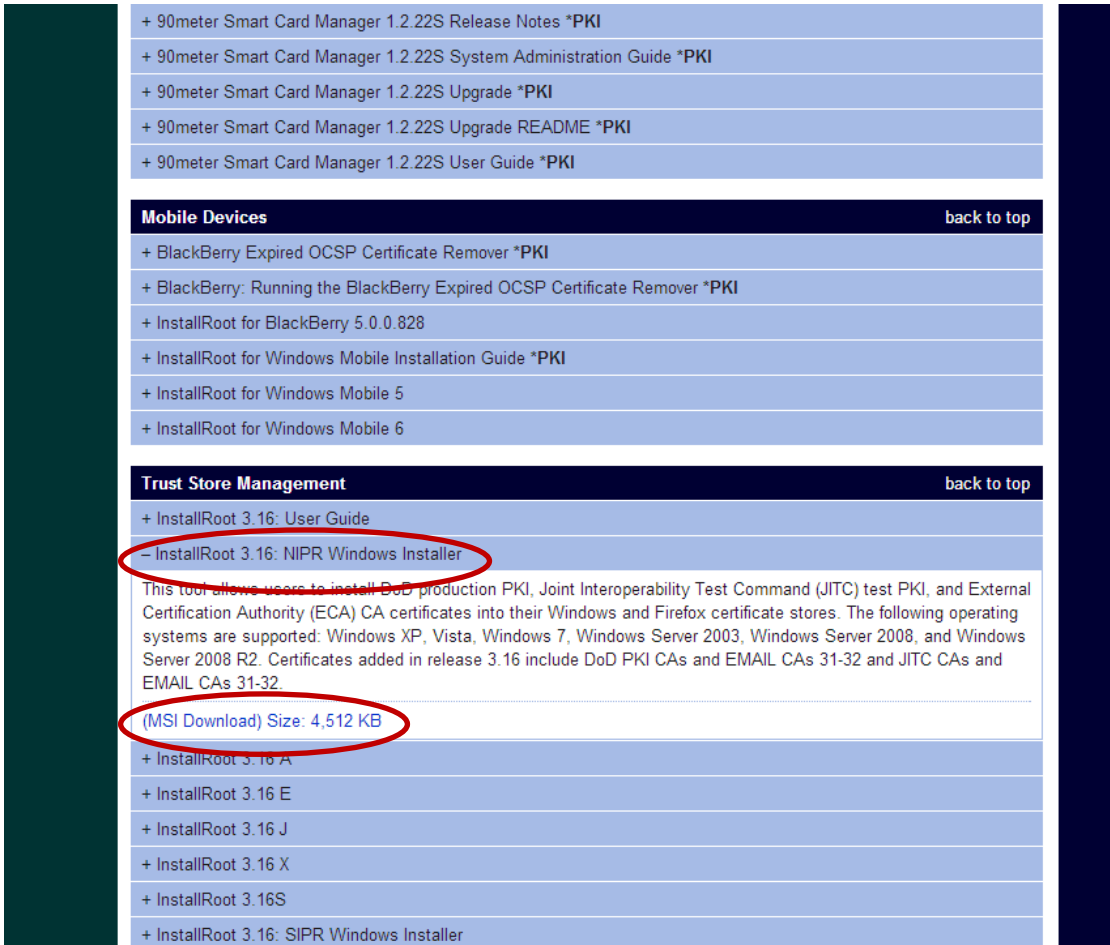 + 90meter Smart Card Manager 1.2.22S Release Notes *PKI
+ 90meter Smart Card Manager 1.2.22S System Administration Guide *PKI
+ 90meter Smart Card Manager 1.2.22S Upgrade *PKI
+ 90meter Smart Card Manager 1.2.22S Upgrade README *PKI
+ 90meter Smart Card Manager 1.2.22S User Guide *PKI
Mobile Devices back to top
+ BlackBerry Expired OCSP Certificate Remover *PKI
+ BlackBerry: Running the BlackBerry Expired OCSP Certificate Remover *PKI
+ InstallRoot for BlackBerry 5.0.0.828
+ InstallRoot for Windows Mobile Installation Guide *PKI
+ InstallRoot for Windows Mobile 5
+ InstallRoot for Windows Mobile 6
Trust Store Management back to top
+ InstallRoot 3.16: User Guide
– InstallRoot 3.16: NIPR Windows Installer
This tool allows users to install DoD production PKI, Joint Interoperability Test Command (JITC) test PKI, and External
Certification Authority (ECA) CA certificates into their Windows and Firefox certificate stores. The following operating
systems are supported: Windows XP, Vista, Windows 7, Windows Server 2003, Windows Server 2008, and Windows
Server 2008 R2. Certificates added in release 3.16 include DoD PKI CAs and EMAIL CAs 31-32 and JITC CAs and
EMAIL CAs 31-32.
(MSI Download) Size: 4,512 KB
+ InstallRoot 3.16 A
+ InstallRoot 3.16 E
+ InstallRoot 3.16 J
+ InstallRoot 3.16 X
+ InstallRoot 3.16S
+ InstallRoot 3.16: SIPR Windows Installer